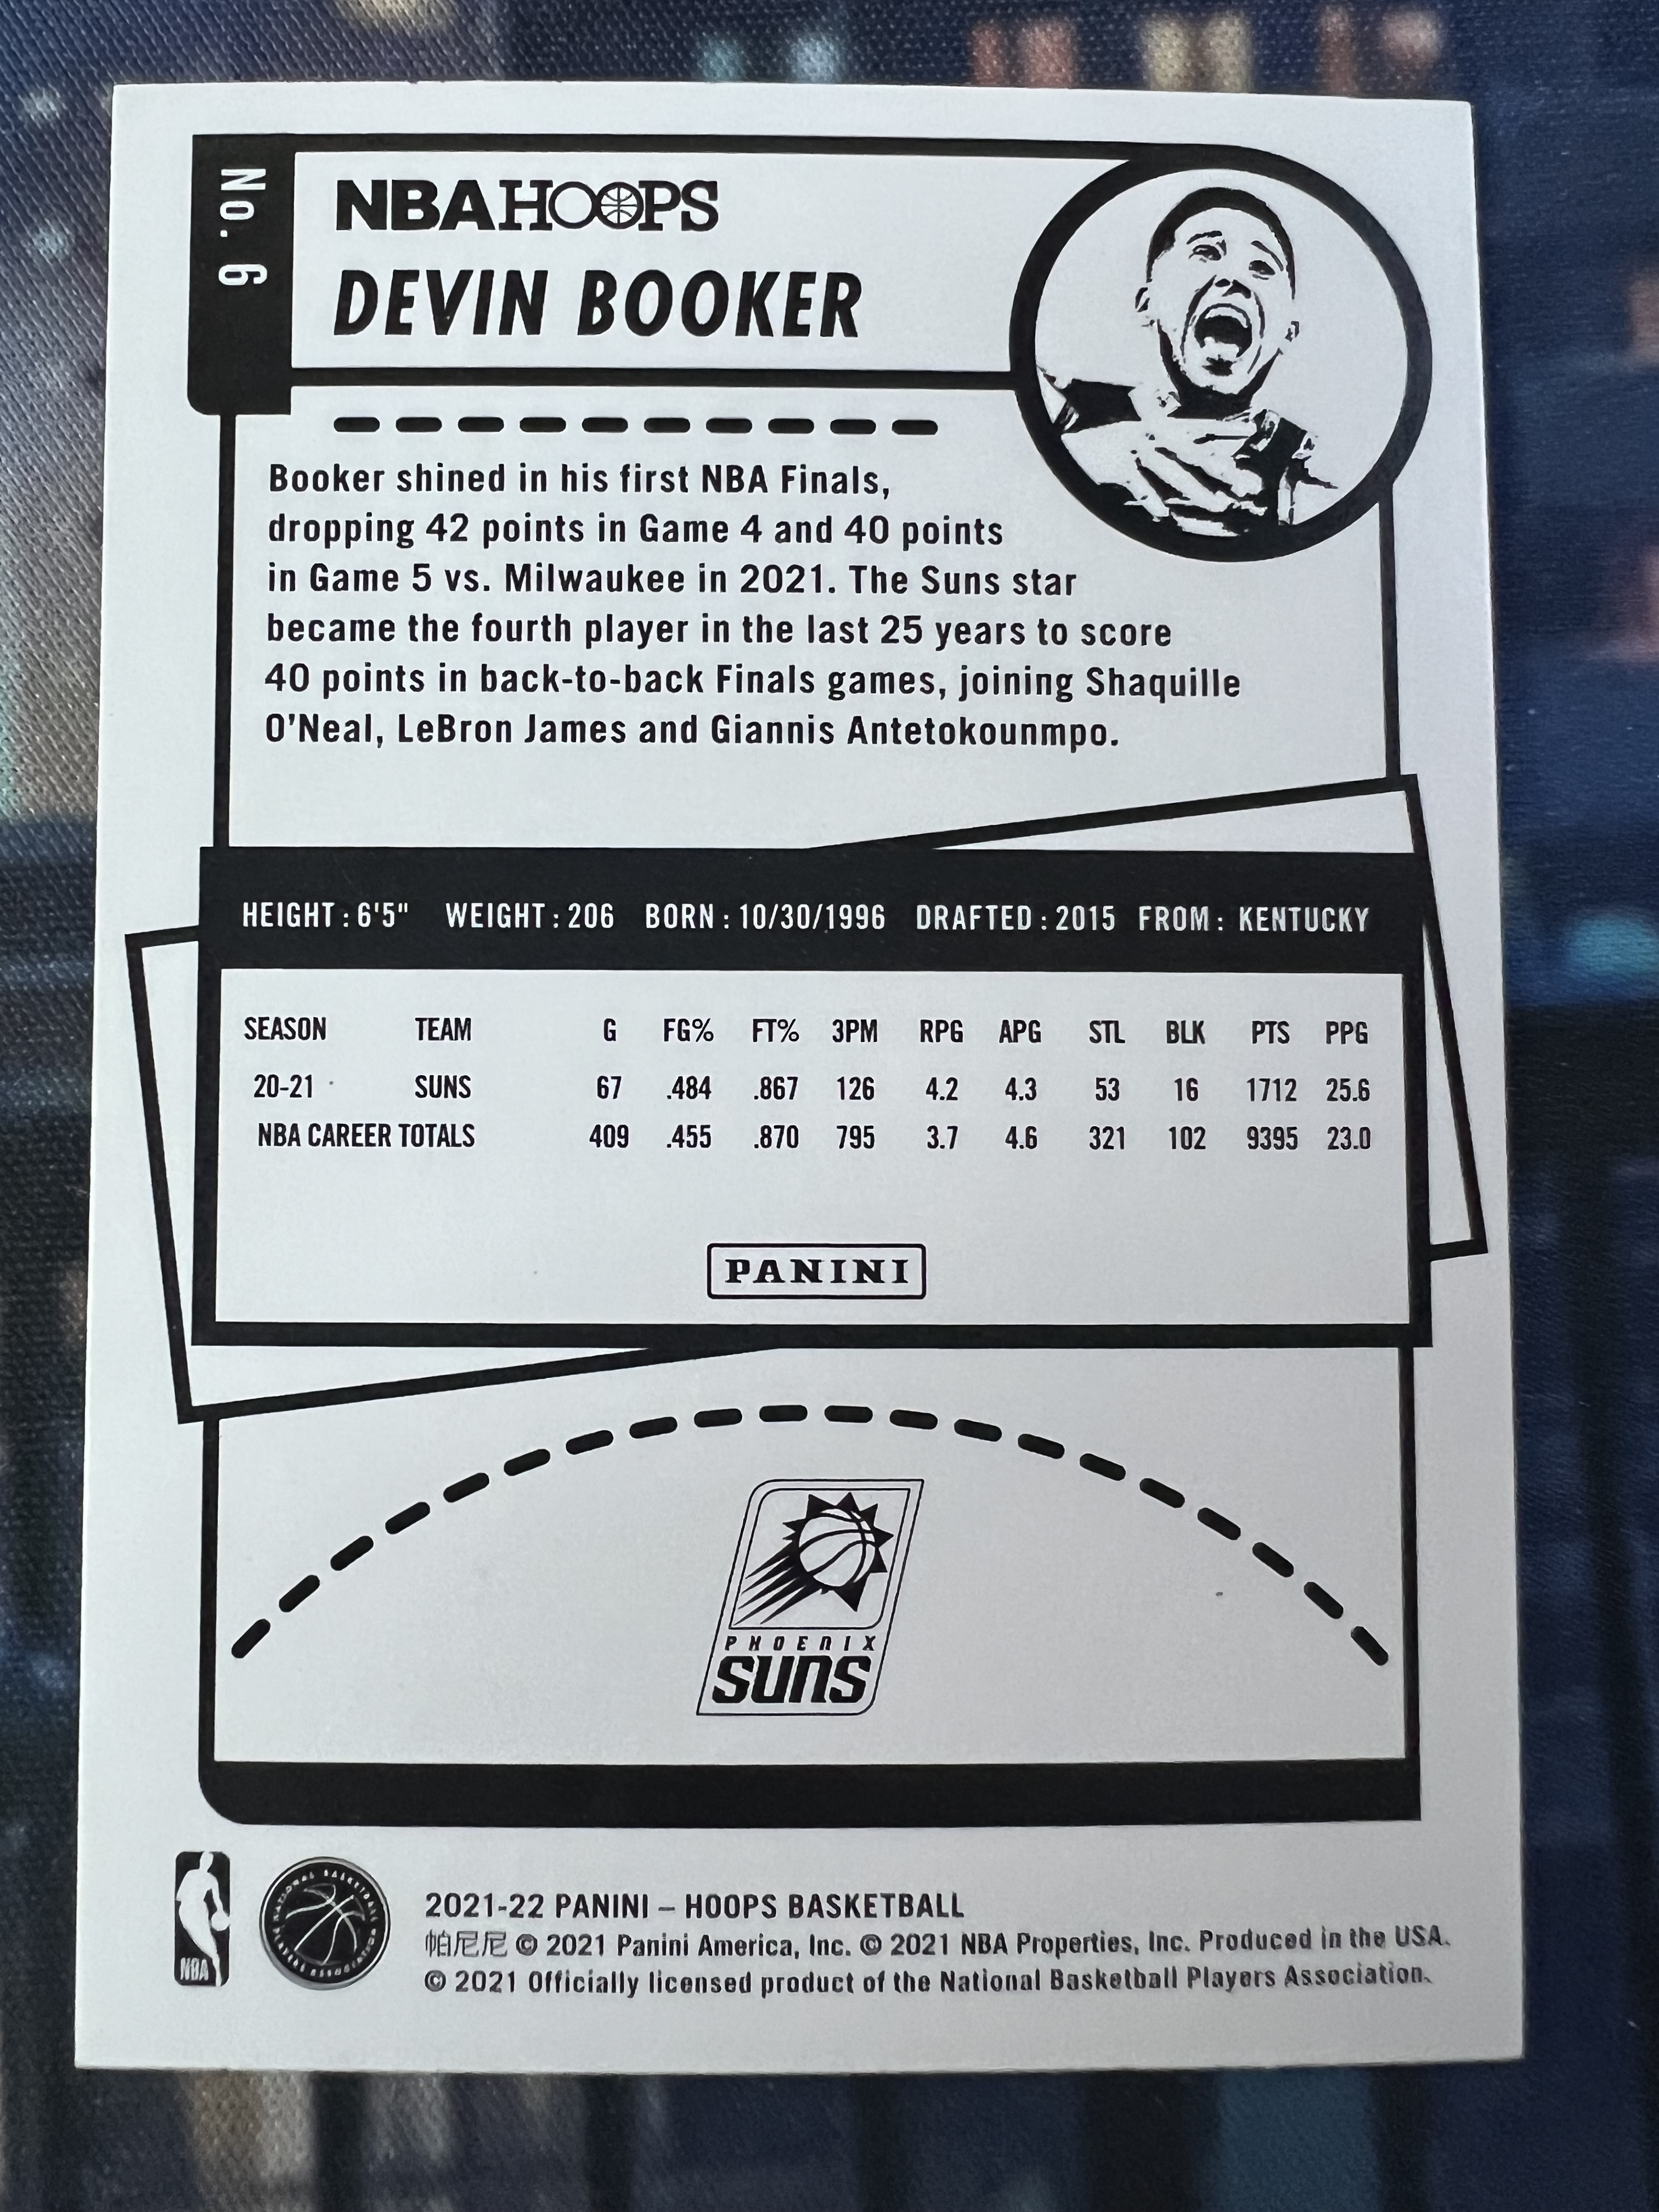 No. 6
NBA HOOPS
DEVIN BOOKER
Booker shined in his first NBA Finals,
dropping 42 points in Game 4 and 40 points
in Game 5 vs. Milwaukee in 2021. The Suns star
became the fourth player in the last 25 years to score
40 points in back-to-back Finals games, joining Shaquille
O'Neal, LeBron James and Giannis Antetokounmpo.
HEIGHT: 6'5" WEIGHT: 206 BORN: 10/30/1996 DRAFTED: 2015 FROM: KENTUCKY
SEASON TEAM G FG% FT% 3PM RPG APG STL BLK PTS PPG
20-21 SUNS 67 .484 .867 126 4.2 4.3 53 16 1712 25.6
NBA CAREER TOTALS 409 .455 .870 795 3.7 4.6 321 102 9395 23.0
PANINI
PHOENIX
SUNS
NBA
NATIONAL BASKETBALL PLAYERS ASSOCIATION
2021-22 PANINI – HOOPS BASKETBALL
帕尼尼 © 2021 Panini America, Inc. © 2021 NBA Properties, Inc. Produced in the USA.
© 2021 Officially licensed product of the National Basketball Players Association.